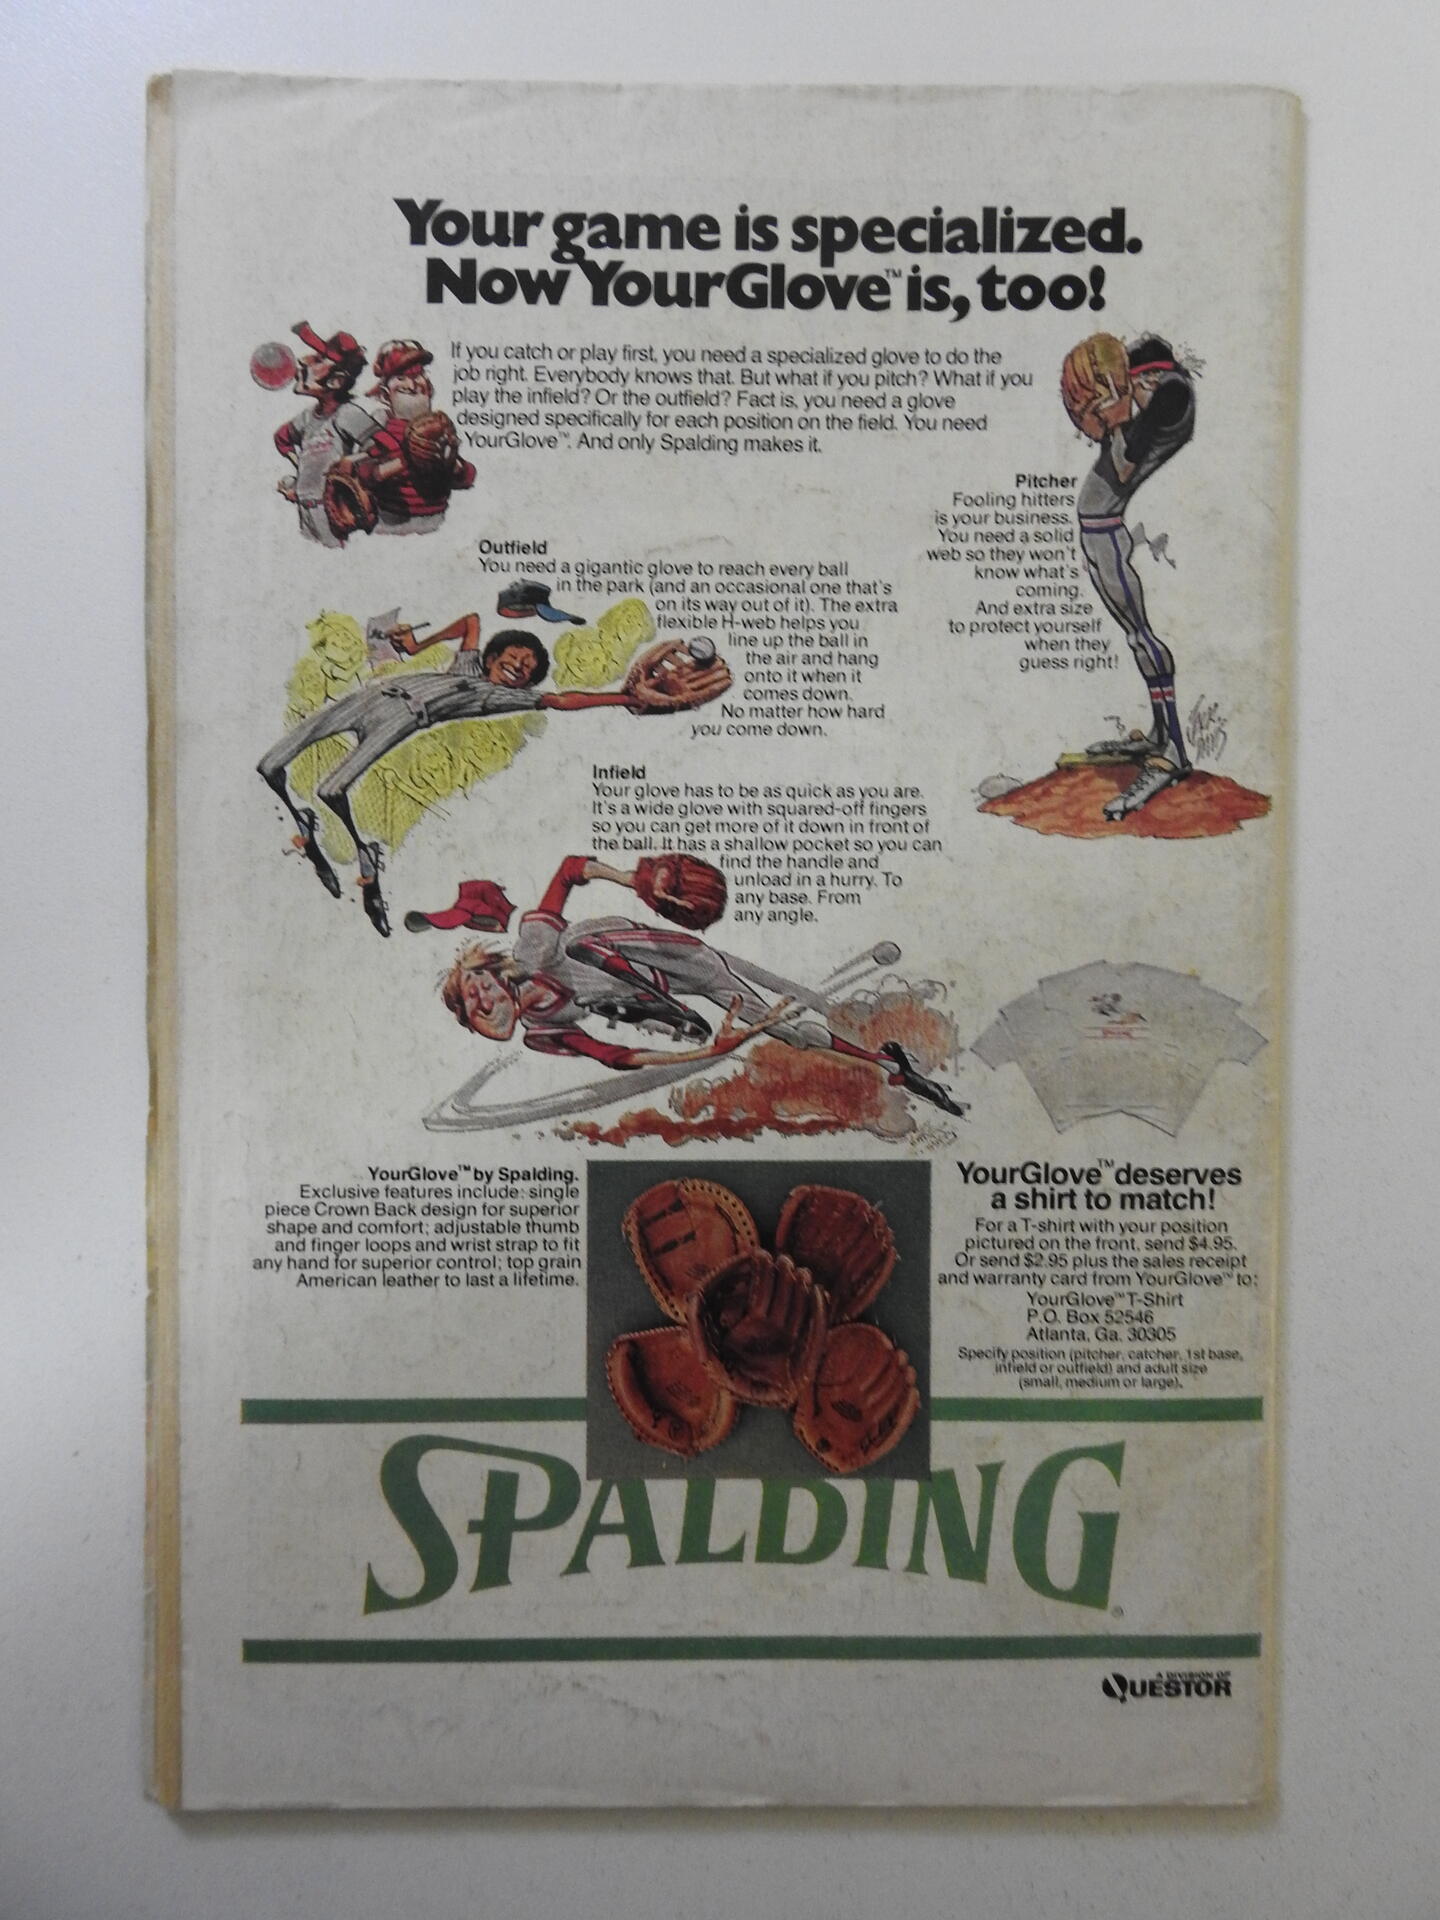 Your game is specialized.
Now YourGlove™ is, too!
If you catch or play first, you need a specialized glove to do the
job right. Everybody knows that. But what if you pitch? What if you
play the infield? Or the outfield? Fact is, you need a glove
designed specifically for each position on the field. You need
YourGlove™. And only Spalding makes it.
Pitcher
Fooling hitters
is your business.
You need a solid
web so they won't
know what's
coming.
And extra size
to protect yourself
when they
guess right!
Outfield
You need a gigantic glove to reach every ball
in the park (and an occasional one that's
on its way out of it). The extra
flexible H-web helps you
line up the ball in
the air and hang
onto it when it
comes down.
No matter how hard
you come down.
Infield
Your glove has to be as quick as you are.
It's a wide glove with squared-off fingers
so you can get more of it down in front of
the ball. It has a shallow pocket so you can
find the handle and
unload in a hurry. To
any base. From
any angle.
YourGlove™ by Spalding.
Exclusive features include: single
piece Crown Back design for superior
shape and comfort; adjustable thumb
and finger loops and wrist strap to fit
any hand for superior control; top grain
American leather to last a lifetime.
YourGlove™ deserves
a shirt to match!
For a T-shirt with your position
pictured on the front, send $4.95.
Or send $2.95 plus the sales receipt
and warranty card from YourGlove™ to:
YourGlove™ T-Shirt
P.O. Box 52546
Atlanta, Ga. 30305
Specify position (pitcher, catcher, 1st base,
infield or outfield) and adult size
(small, medium or large).
SPALDING®
A DIVISION OF
QUESTOR